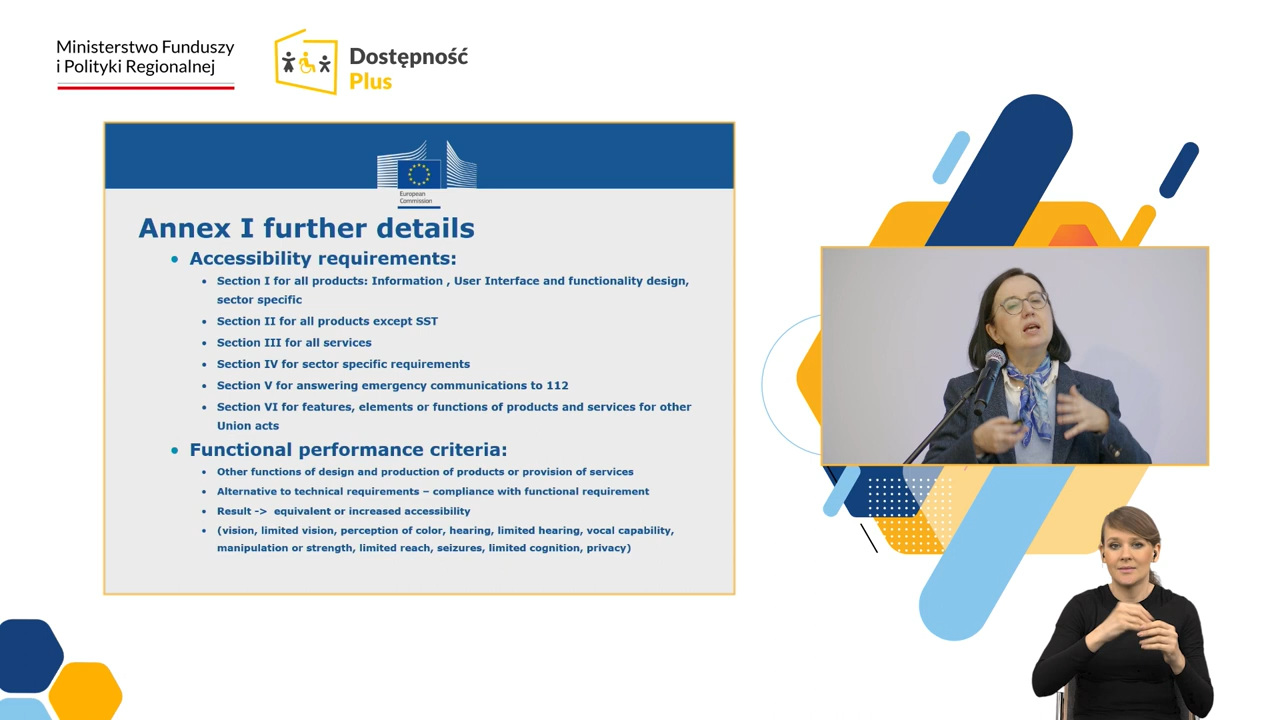 Ministerstwo Funduszy
i Polityki Regionalnej
Dostępność
Plus
European
Commission
Annex I further details
• Accessibility requirements:
• Section I for all products: Information , User Interface and functionality design,
sector specific
• Section II for all products except SST
• Section III for all services
• Section IV for sector specific requirements
• Section V for answering emergency communications to 112
• Section VI for features, elements or functions of products and services for other
Union acts
• Functional performance criteria:
• Other functions of design and production of products or provision of services
• Alternative to technical requirements – compliance with functional requirement
• Result -> equivalent or increased accessibility
• (vision, limited vision, perception of color, hearing, limited hearing, vocal capability,
manipulation or strength, limited reach, seizures, limited cognition, privacy)